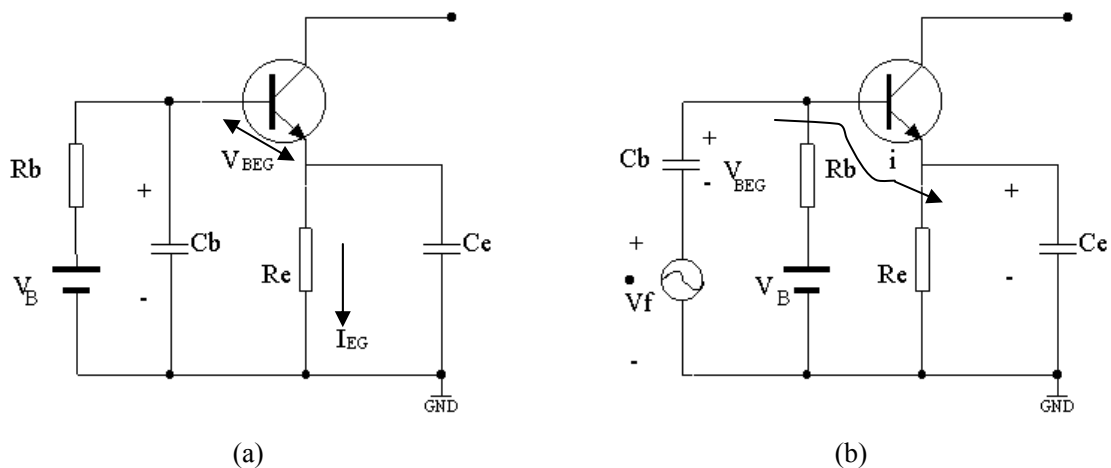 V BEG
Rb
+
Cb
-
V B
Re
I EG
Ce
GND
(a)
+
Cb
-
V BEG
Rb
i
+
Vf
-
V B
Re
+
-
Ce
GND
(b)